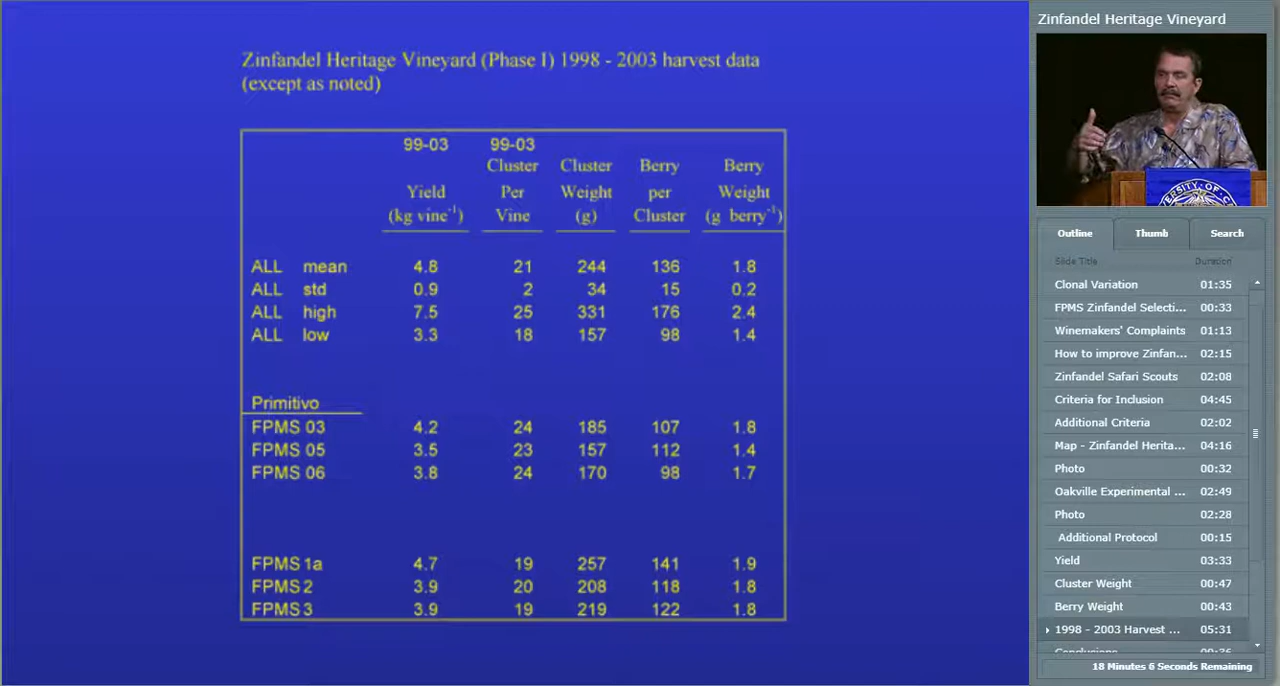 Zinfandel Heritage Vineyard (Phase I) 1998 - 2003 harvest data
(except as noted)
99-03 99-03
Cluster Cluster Berry Berry
Yield Per Weight per Weight
(kg vine⁻¹) Vine (g) Cluster (g berry⁻¹)
ALL mean 4.8 21 244 136 1.8
ALL std 0.9 2 34 15 0.2
ALL high 7.5 25 331 176 2.4
ALL low 3.3 18 157 98 1.4
Primitivo
FPMS 03 4.2 24 185 107 1.8
FPMS 05 3.5 23 157 112 1.4
FPMS 06 3.8 24 170 98 1.7
FPMS 1a 4.7 19 257 141 1.9
FPMS 2 3.9 20 208 118 1.8
FPMS 3 3.9 19 219 122 1.8
Zinfandel Heritage Vineyard
Outline Thumb Search
Slide Title Duration
Clonal Variation 01:35
FPMS Zinfandel Selecti... 00:33
Winemakers' Complaints 01:13
How to improve Zinfan... 02:15
Zinfandel Safari Scouts 02:08
Criteria for Inclusion 04:45
Additional Criteria 02:02
Map - Zinfandel Herita... 04:16
Photo 00:32
Oakville Experimental ... 02:49
Photo 02:28
Additional Protocol 00:15
Yield 03:33
Cluster Weight 00:47
Berry Weight 00:43
1998 - 2003 Harvest ... 05:31
Conclusions 00:36
18 Minutes 6 Seconds Remaining